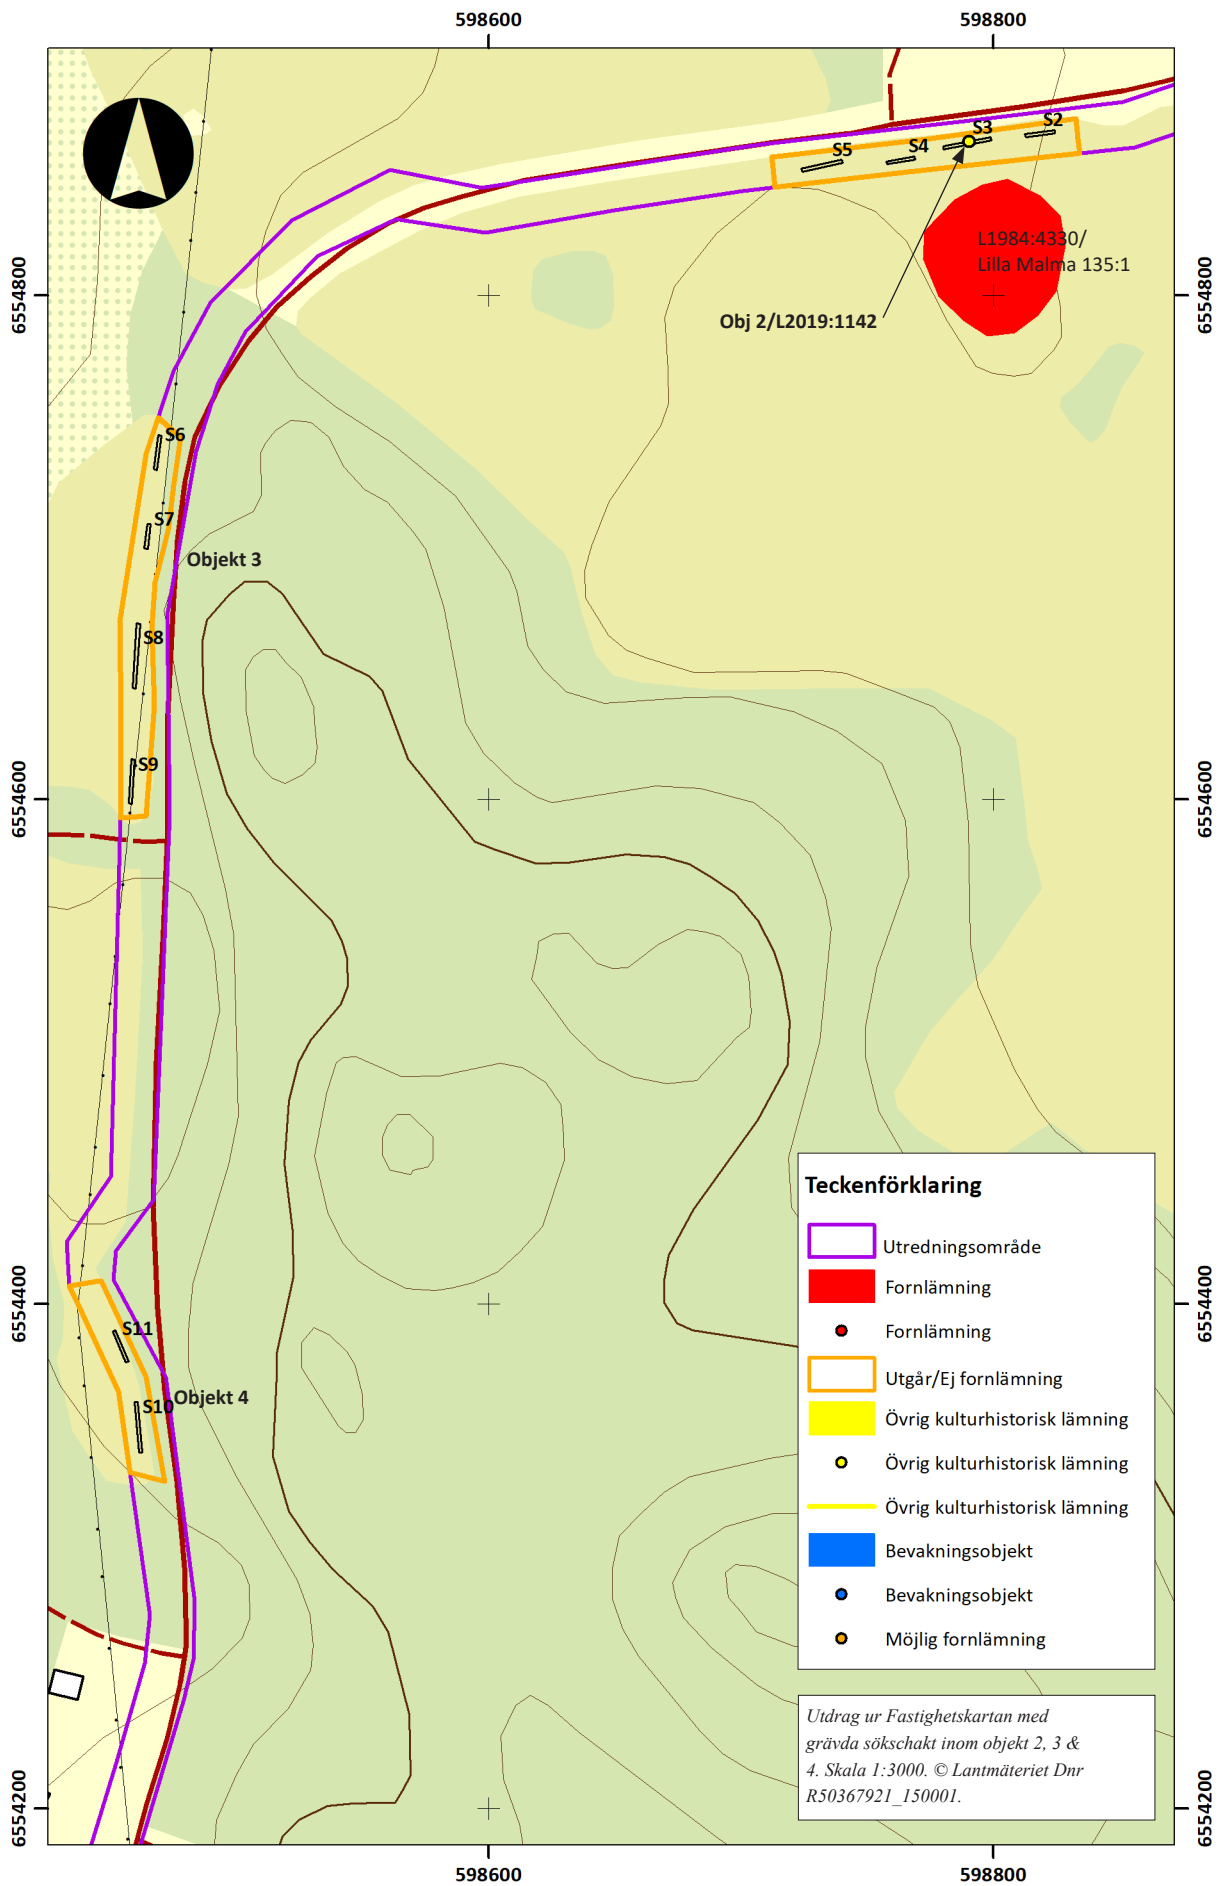 598600
598800
S2
S3
S4
S5
L1984:4330/
Lilla Malma 135:1
6554800
6554800
Obj 2/L2019:1142
S6
S7
Objekt 3
S8
S9
6554600
6554600
Teckenförklaring
Utredningsområde
Fornlämning
Fornlämning
Utgår/Ej fornlämning
Övrig kulturhistorisk lämning
Övrig kulturhistorisk lämning
Övrig kulturhistorisk lämning
Bevakningsobjekt
Bevakningsobjekt
Möjlig fornlämning
6554400
6554400
S11
Objekt 4
S10
Utdrag ur Fastighetskartan med
grävda sökschakt inom objekt 2, 3 &
4. Skala 1:3000. © Lantmäteriet Dnr
R50367921_150001.
6554200
6554200
598600
598800